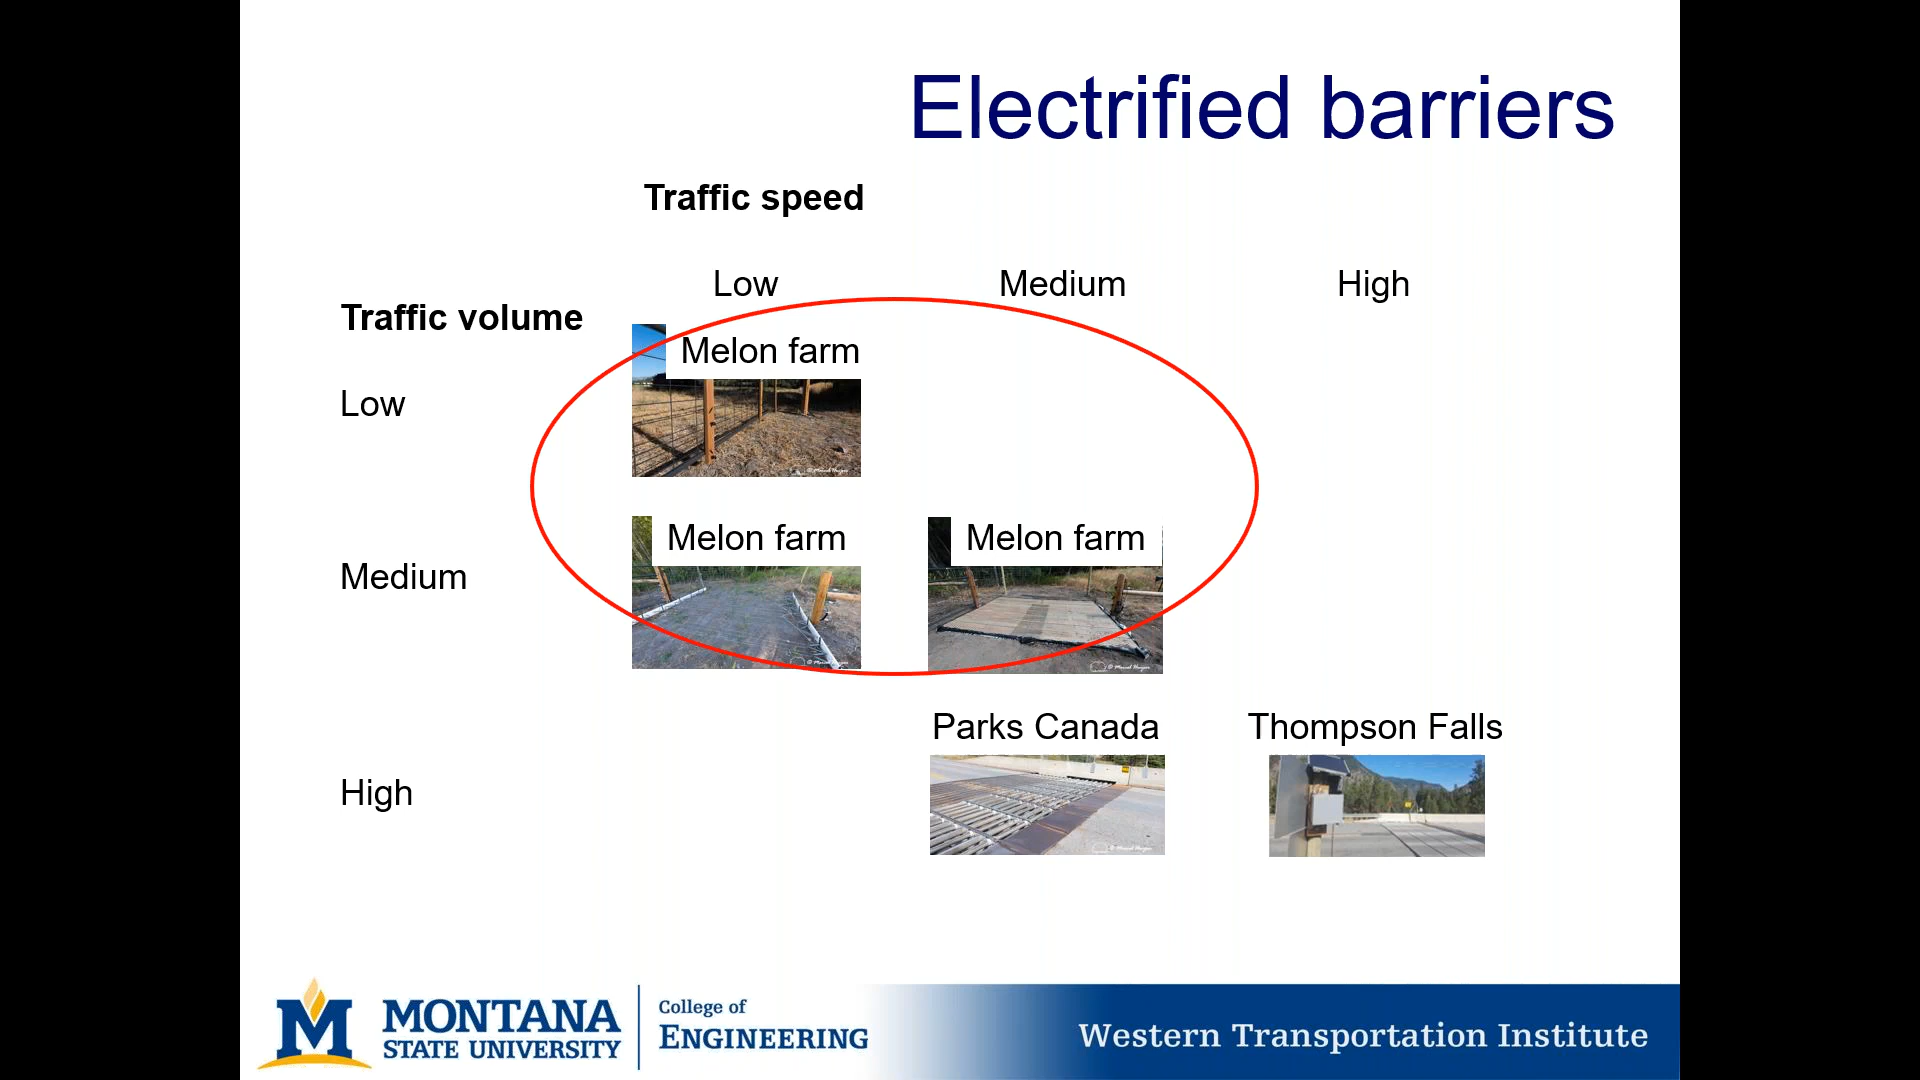 Electrified barriers
Traffic speed
Low Medium High
Traffic volume
Melon farm
Low
Melon farm Melon farm
Medium
Parks Canada Thompson Falls
High
M
MONTANA
STATE UNIVERSITY
College of
ENGINEERING
Western Transportation Institute